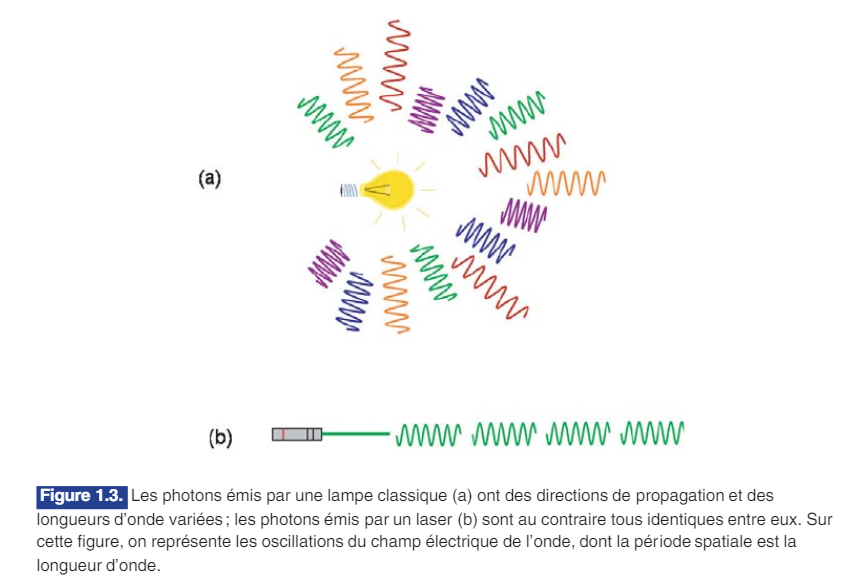 (a)
(b)
Figure 1.3. Les photons émis par une lampe classique (a) ont des directions de propagation et des
longueurs d'onde variées ; les photons émis par un laser (b) sont au contraire tous identiques entre eux. Sur
cette figure, on représente les oscillations du champ électrique de l'onde, dont la période spatiale est la
longueur d'onde.